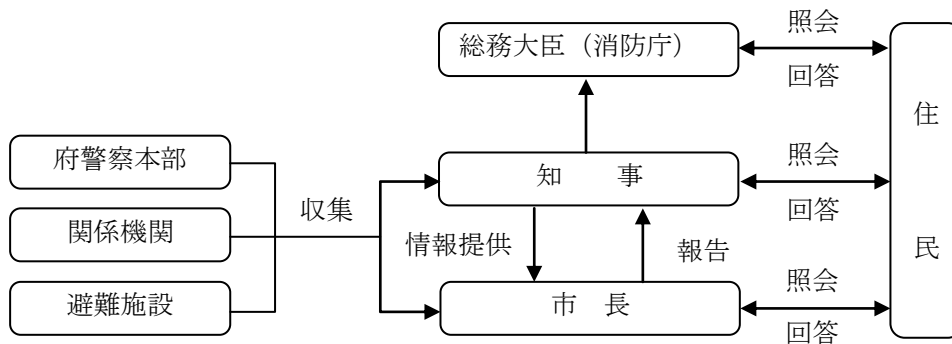 総務大臣（消防庁）
照会
回答
住民
府警察本部
関係機関
避難施設
収集
知　事
照会
回答
情報提供
報告
市　長
照会
回答